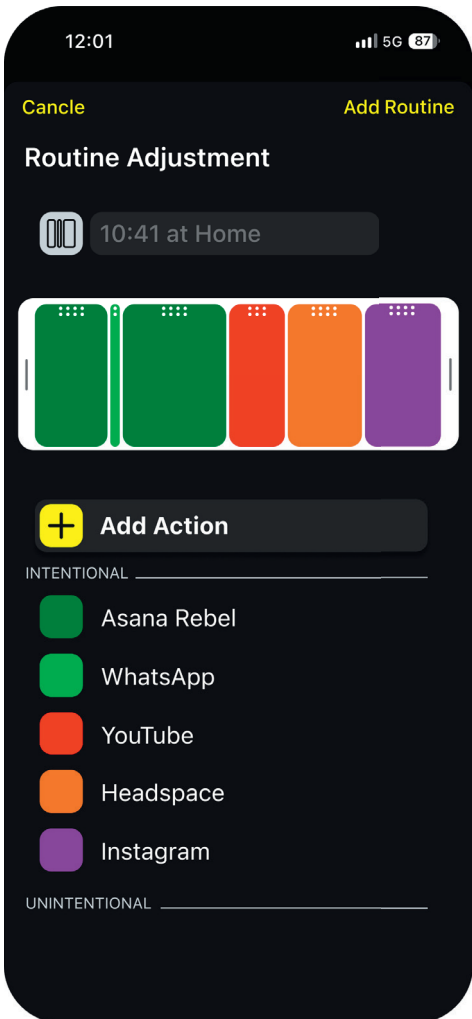 12:01 5G 87
Cancle Add Routine
Routine Adjustment
10:41 at Home
Add Action
INTENTIONAL
Asana Rebel
WhatsApp
YouTube
Headspace
Instagram
UNINTENTIONAL